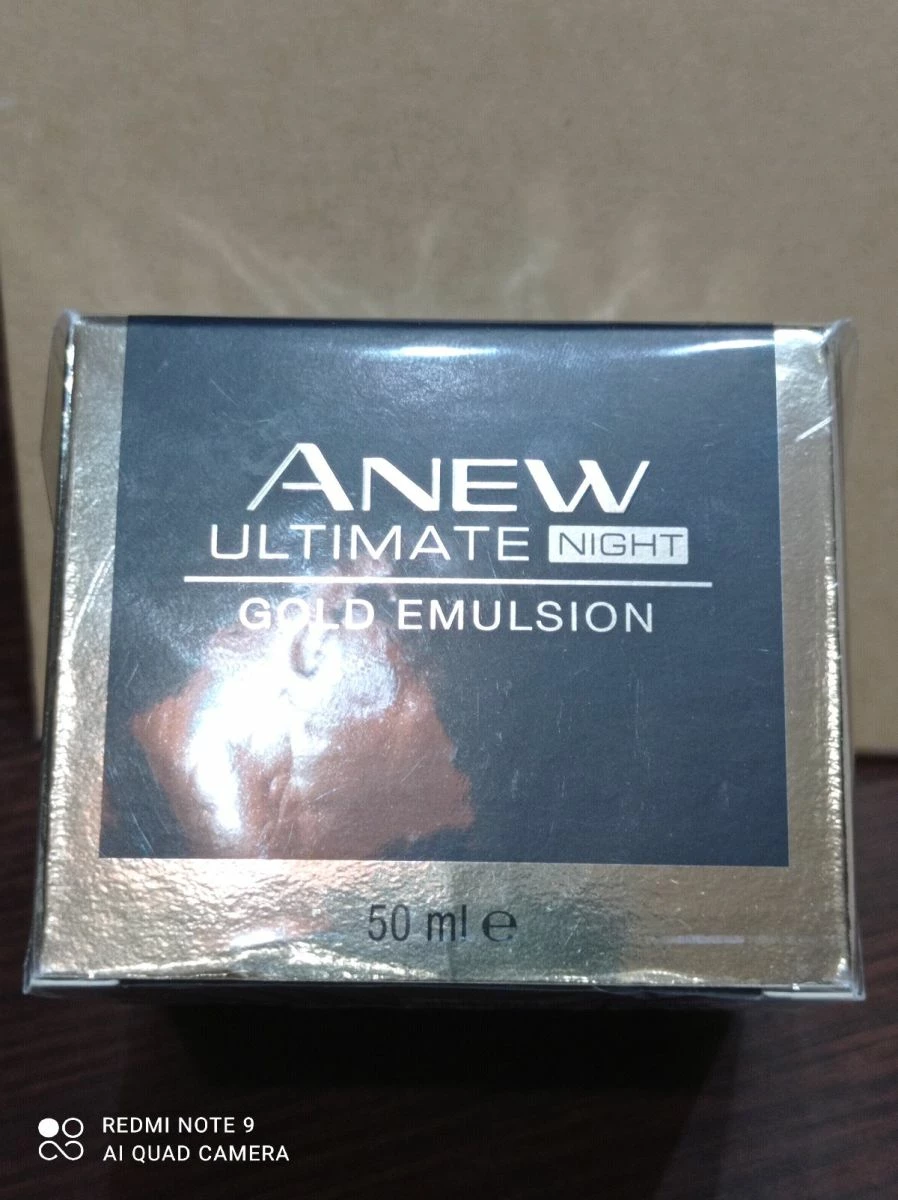 ANEW
ULTIMATE NIGHT
GOLD EMULSION
50 ml ℮
REDMI NOTE 9
AI QUAD CAMERA